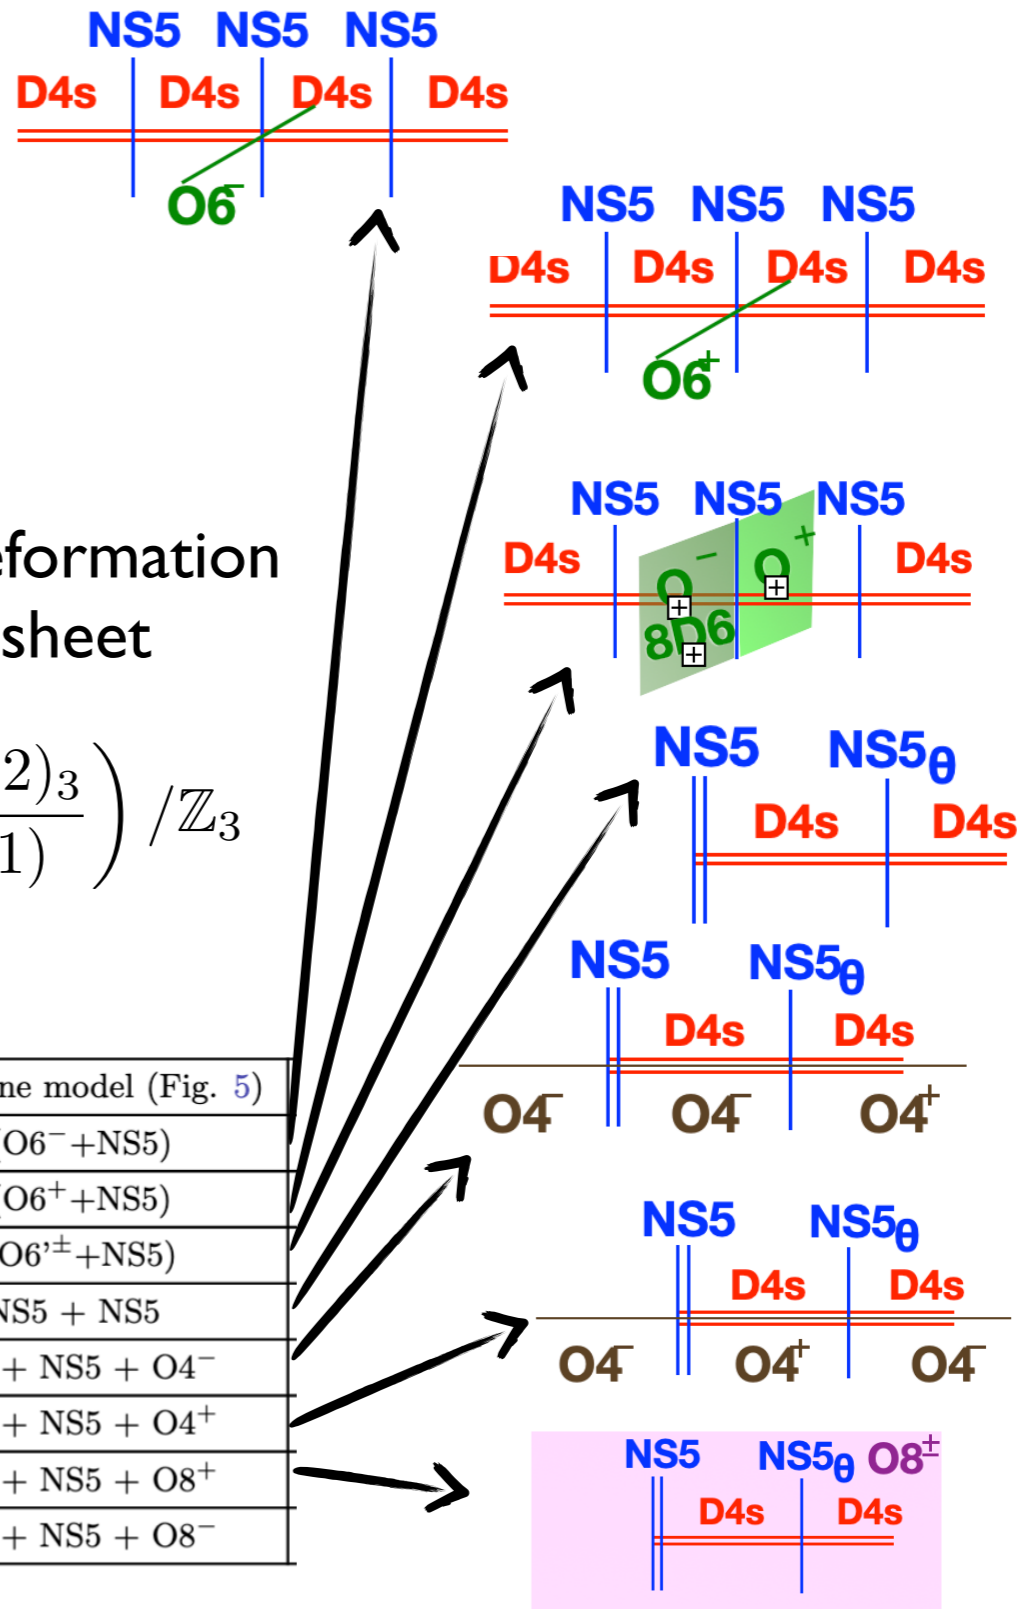 NS5 NS5 NS5
D4s D4s D4s D4s
O6⁻
NS5 NS5 NS5
D4s D4s D4s D4s
O6⁺
NS5 NS5 NS5
D4s O⁻ O⁺ D4s
8D6
eformation
sheet
2)₃
1) ) /ℤ₃
NS5 NS5θ
D4s D4s
NS5 NS5θ
D4s D4s
O4⁻ O4⁻ O4⁺
NS5 NS5θ
D4s D4s
O4⁻ O4⁺ O4⁻
NS5 NS5θ O8±
D4s D4s
ne model (Fig. 5)
(O6⁻+NS5)
(O6⁺+NS5)
O6'±+NS5)
NS5 + NS5
+ NS5 + O4⁻
+ NS5 + O4⁺
+ NS5 + O8⁺
+ NS5 + O8⁻